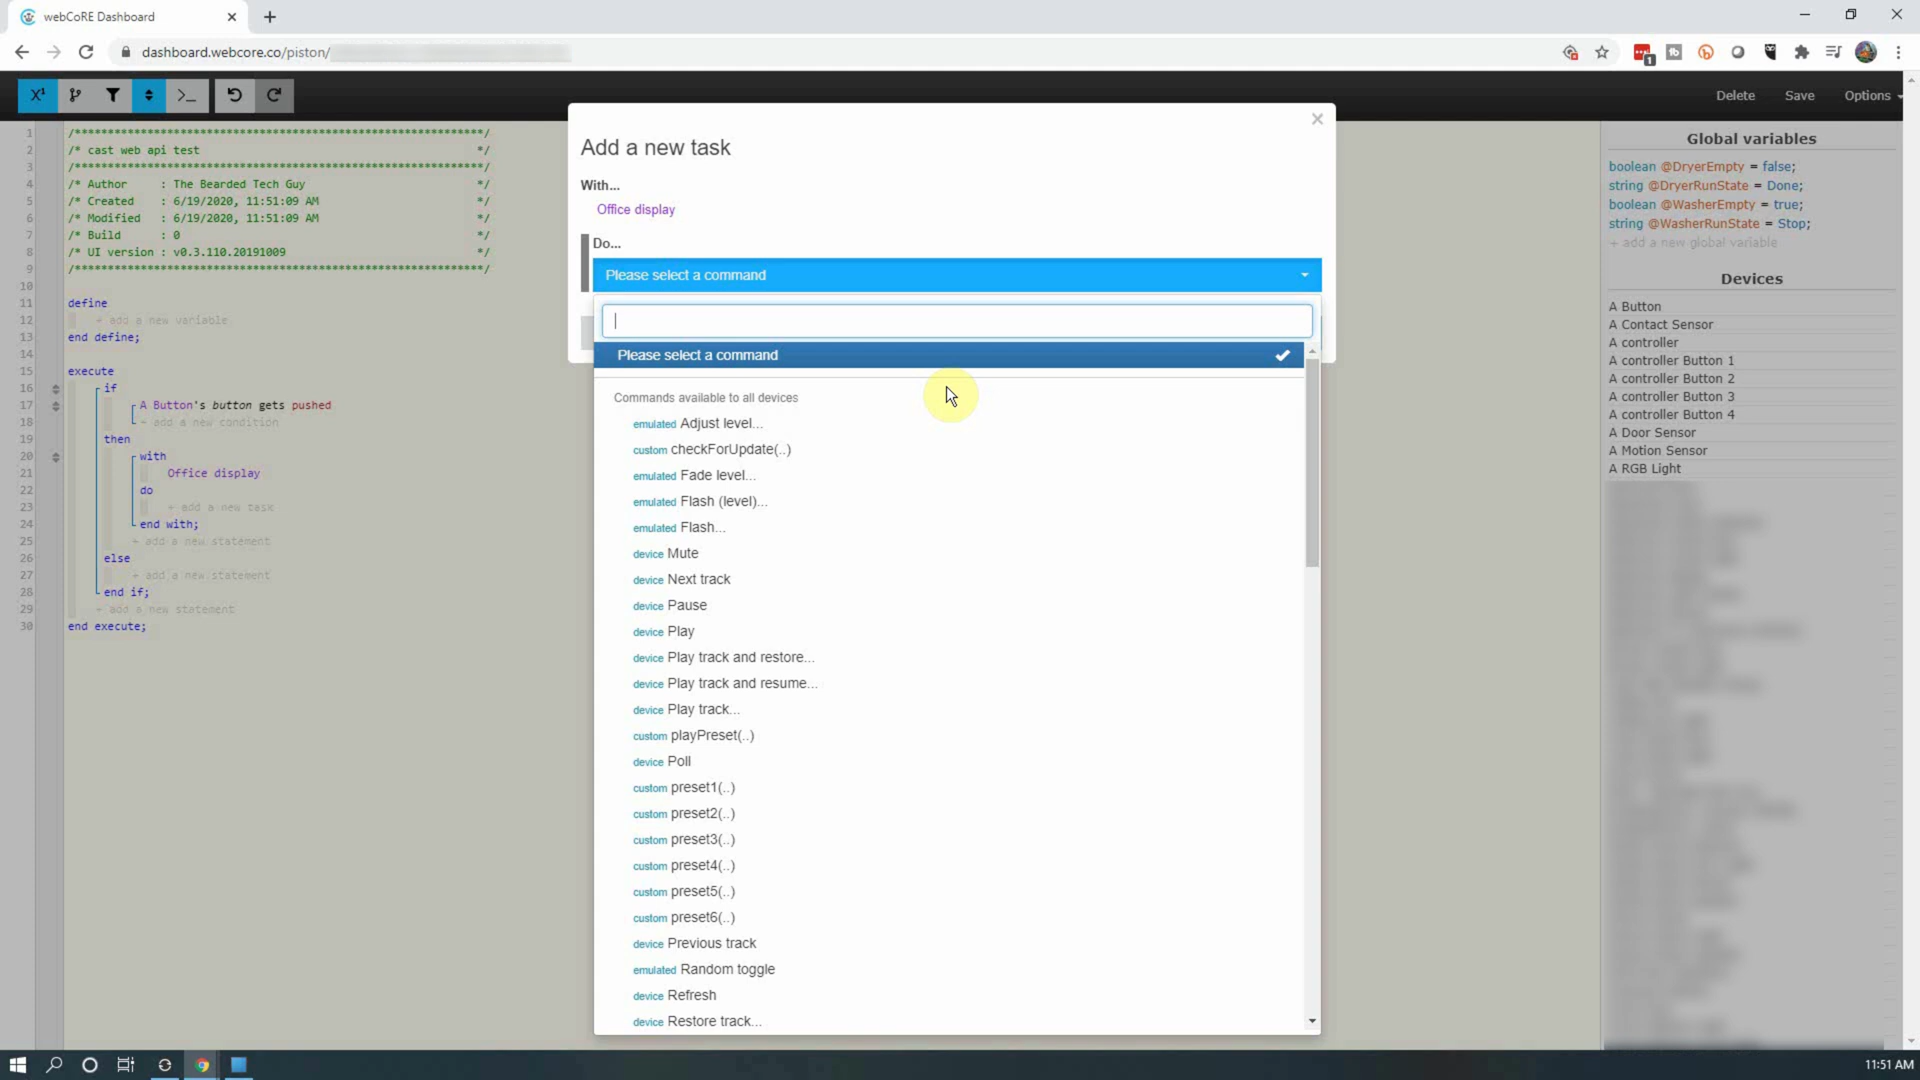 webCoRE Dashboard
dashboard.webcore.co/piston/
1
Delete
Save
Options
1 /***************************************************************/
2 /* cast web api test */
3 /***************************************************************/
4 /* Author : The Bearded Tech Guy */
5 /* Created : 6/19/2020, 11:51:09 AM */
6 /* Modified : 6/19/2020, 11:51:09 AM */
7 /* Build : 0 */
8 /* UI version : v0.3.110.20191009 */
9 /***************************************************************/
10
11 define
12 + add a new variable
13 end define;
14
15 execute
16 if
17 A Button's button gets pushed
18 + add a new condition
19 then
20 with
21 Office display
22 do
23 + add a new task
24 end with;
25 + add a new statement
26 else
27 + add a new statement
28 end if;
29 + add a new statement
30 end execute;
Add a new task
With...
Office display
Do...
Please select a command
Please select a command
Commands available to all devices
emulated Adjust level...
custom checkForUpdate(..)
emulated Fade level...
emulated Flash (level)...
emulated Flash...
device Mute
device Next track
device Pause
device Play
device Play track and restore...
device Play track and resume...
device Play track...
custom playPreset(..)
device Poll
custom preset1(..)
custom preset2(..)
custom preset3(..)
custom preset4(..)
custom preset5(..)
custom preset6(..)
device Previous track
emulated Random toggle
device Refresh
device Restore track...
Global variables
boolean @DryerEmpty = false;
string @DryerRunState = Done;
boolean @WasherEmpty = true;
string @WasherRunState = Stop;
+ add a new global variable
Devices
A Button
A Contact Sensor
A controller
A controller Button 1
A controller Button 2
A controller Button 3
A controller Button 4
A Door Sensor
A Motion Sensor
A RGB Light
11:51 AM